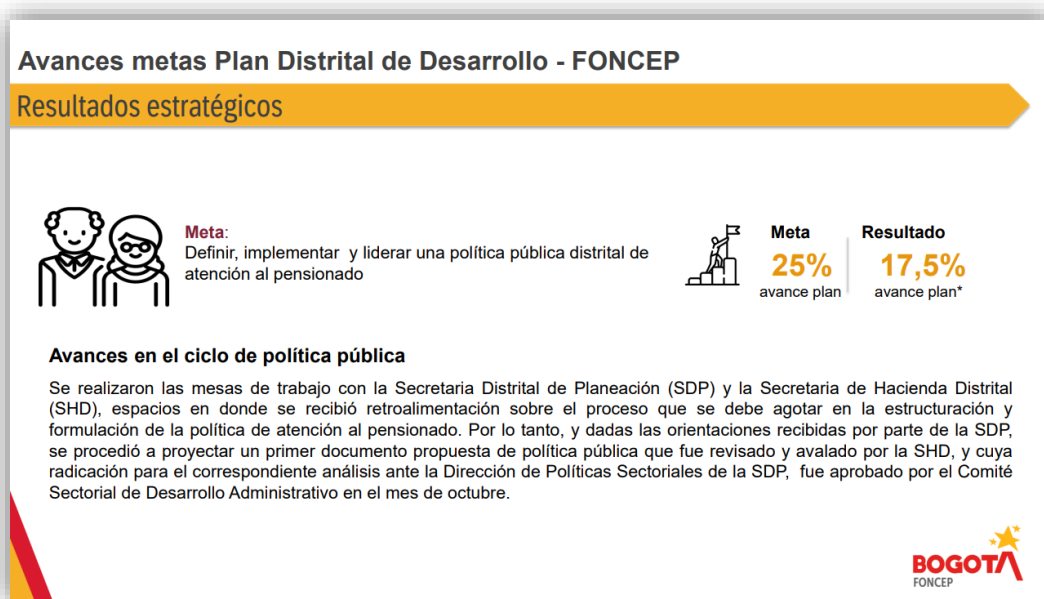 Avances metas Plan Distrital de Desarrollo - FONCEP
Resultados estratégicos
Meta:
Definir, implementar y liderar una política pública distrital de
atención al pensionado
Meta
25%
avance plan
Resultado
17,5%
avance plan*
Avances en el ciclo de política pública
Se realizaron las mesas de trabajo con la Secretaria Distrital de Planeación (SDP) y la Secretaria de Hacienda Distrital
(SHD), espacios en donde se recibió retroalimentación sobre el proceso que se debe agotar en la estructuración y
formulación de la política de atención al pensionado. Por lo tanto, y dadas las orientaciones recibidas por parte de la SDP,
se procedió a proyectar un primer documento propuesta de política pública que fue revisado y avalado por la SHD, y cuya
radicación para el correspondiente análisis ante la Dirección de Políticas Sectoriales de la SDP, fue aprobado por el Comité
Sectorial de Desarrollo Administrativo en el mes de octubre.
BOGOTA
FONCEP